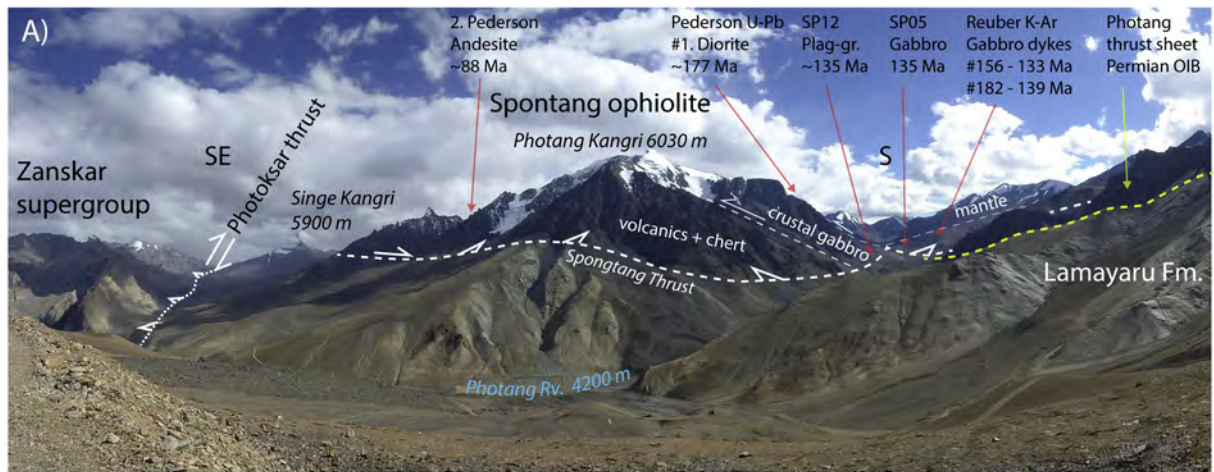 A)
2. Pederson
Andesite
~88 Ma
Pederson U-Pb
#1. Diorite
~177 Ma
SP12
Plag-gr.
~135 Ma
SP05
Gabbro
135 Ma
Reuber K-Ar
Gabbro dykes
#156 - 133 Ma
#182 - 139 Ma
Photang
thrust sheet
Permian OIB
Spontang ophiolite
Photang Kangri 6030 m
SE
S
Zanskar
supergroup
Photoksar thrust
Singe Kangri
5900 m
volcanics + chert
crustal gabbro
mantle
Spongtang Thrust
Lamayaru Fm.
Photang Rv. 4200 m